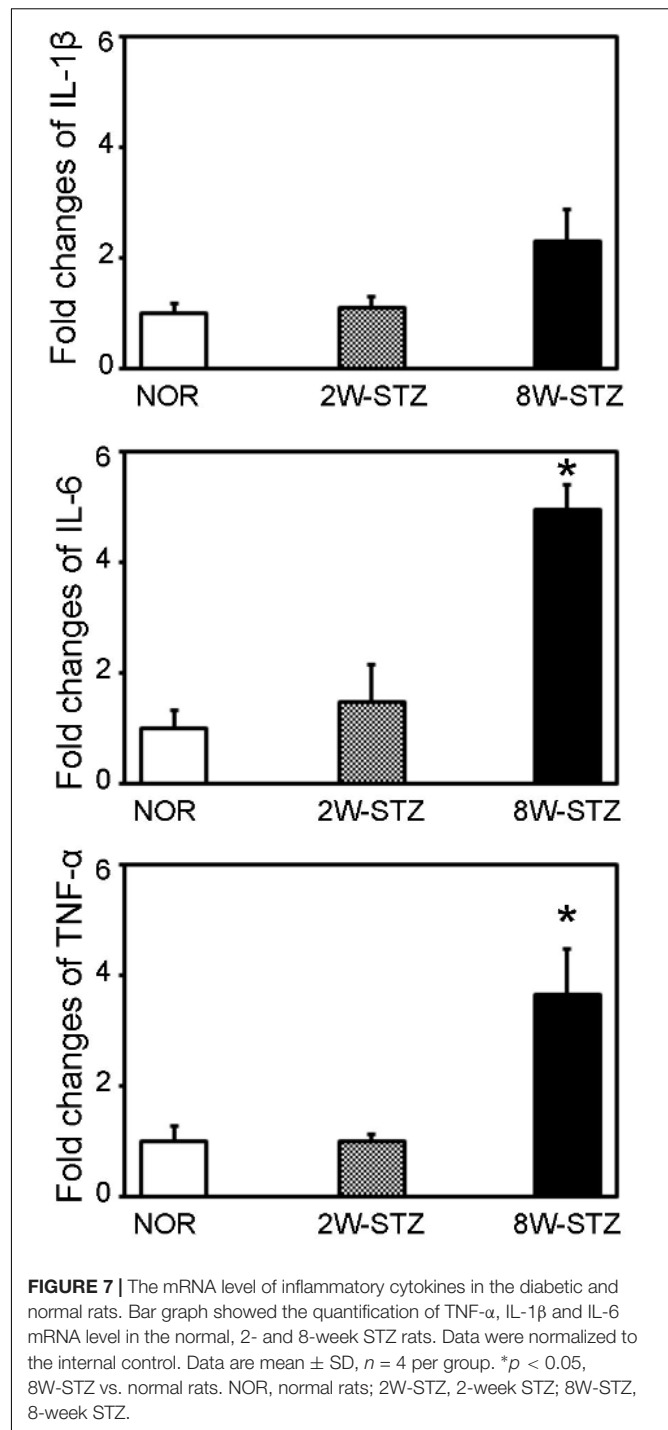 Fold changes of IL-1β
6
4
2
0
NOR 2W-STZ 8W-STZ
Fold changes of IL-6
6
*
4
2
0
NOR 2W-STZ 8W-STZ
Fold changes of TNF-α
6
*
4
2
0
NOR 2W-STZ 8W-STZ
FIGURE 7 | The mRNA level of inflammatory cytokines in the diabetic and
normal rats. Bar graph showed the quantification of TNF-α, IL-1β and IL-6
mRNA level in the normal, 2- and 8-week STZ rats. Data were normalized to
the internal control. Data are mean ± SD, n = 4 per group. *p < 0.05,
8W-STZ vs. normal rats. NOR, normal rats; 2W-STZ, 2-week STZ; 8W-STZ,
8-week STZ.